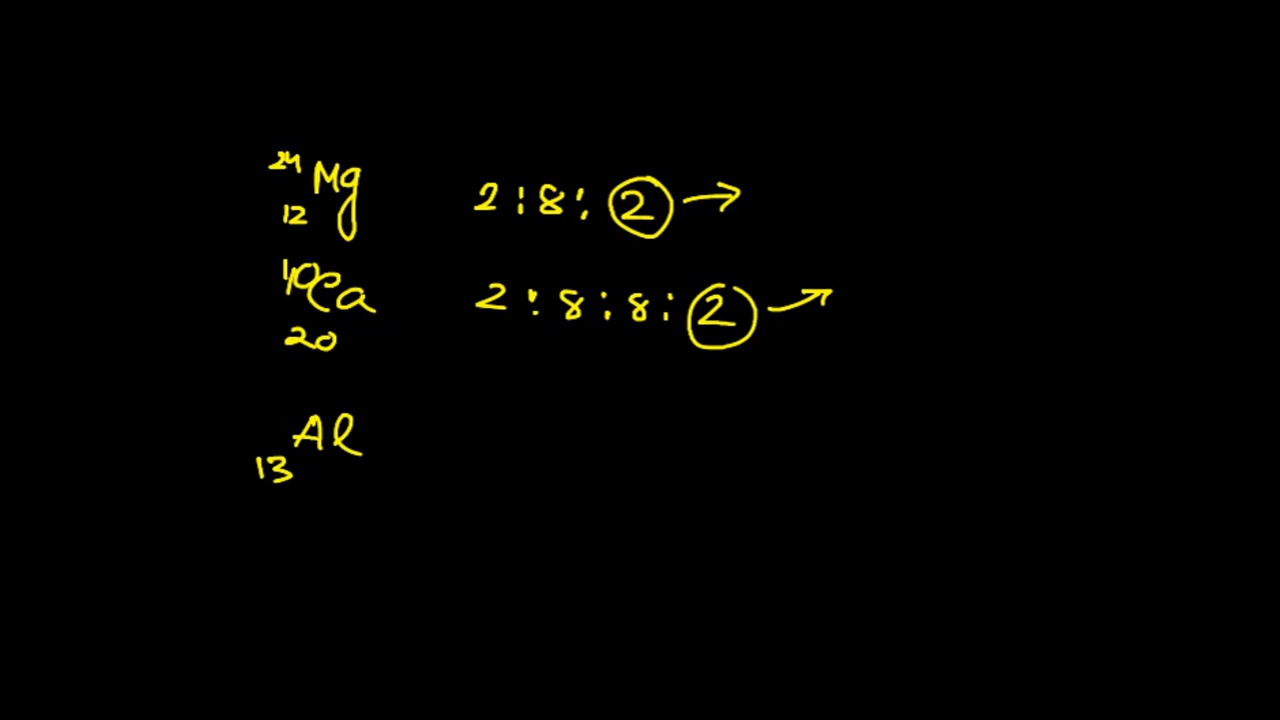 24 Mg 2 : 8 : 2 →
12
40 Ca 2 : 8 : 8 : 2 →
20
Al
13